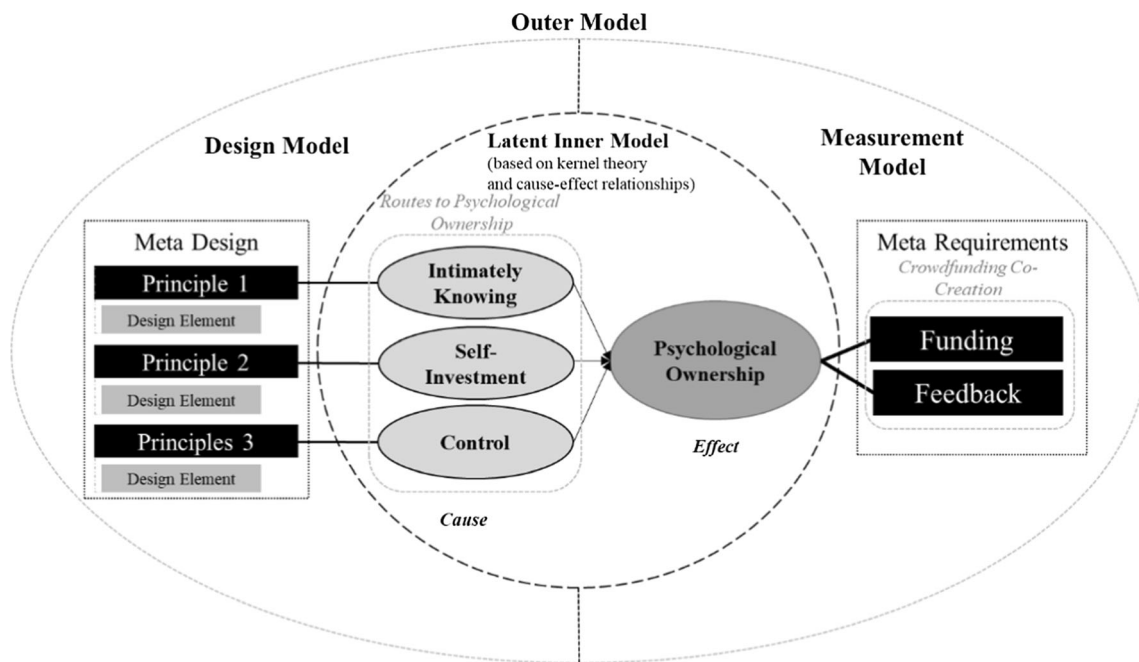 Outer Model
Design Model
Latent Inner Model
(based on kernel theory
and cause-effect relationships)
Measurement
Model
Meta Design
Principle 1
Design Element
Principle 2
Design Element
Principles 3
Design Element
Routes to Psychological
Ownership
Intimately
Knowing
Self-
Investment
Control
Cause
Psychological
Ownership
Effect
Meta Requirements
Crowdfunding Co-
Creation
Funding
Feedback